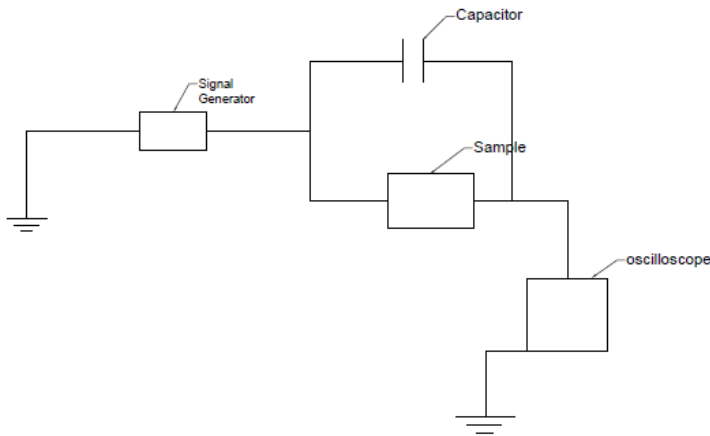 Capacitor
Signal
Generator
Sample
oscilloscope